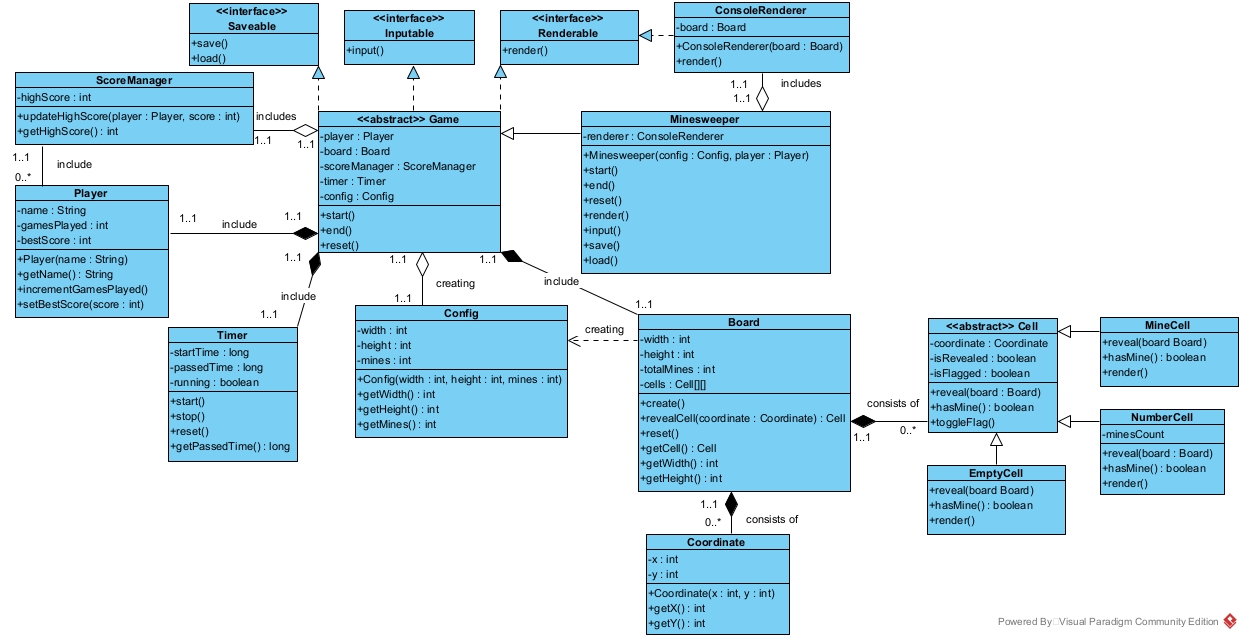 <<interface>>
Saveable
+save()
+load()
<<interface>>
Inputable
+input()
<<interface>>
Renderable
+render()
ConsoleRenderer
-board : Board
+ConsoleRenderer(board : Board)
+render()
ScoreManager
-highScore : int
+updateHighScore(player : Player, score : int)
+getHighScore() : int
includes
1..1
1..1
<<abstract>> Game
-player : Player
-board : Board
-scoreManager : ScoreManager
-timer : Timer
-config : Config
+start()
+end()
+reset()
1..1
includes
1..1
Minesweeper
-renderer : ConsoleRenderer
+Minesweeper(config : Config, player : Player)
+start()
+end()
+reset()
+render()
+input()
+save()
+load()
1..1
include
0..*
Player
-name : String
-gamesPlayed : int
-bestScore : int
+Player(name : String)
+getName() : String
+incrementGamesPlayed()
+setBestScore(score : int)
1..1
include
1..1
1..1
include
1..1
1..1
creating
1..1
1..1
include
1..1
Timer
-startTime : long
-passedTime : long
-running : boolean
+start()
+stop()
+reset()
+getPassedTime() : long
Config
-width : int
-height : int
-mines : int
+Config(width : int, height : int, mines : int)
+getWidth() : int
+getHeight() : int
+getMines() : int
creating
Board
-width : int
-height : int
-totalMines : int
-cells : Cell[][]
+create()
+revealCell(coordinate : Coordinate) : Cell
+reset()
+getCell() : Cell
+getWidth() : int
+getHeight() : int
consists of
1..1
0..*
<<abstract>> Cell
-coordinate : Coordinate
-isRevealed : boolean
-isFlagged : boolean
+reveal(board : Board)
+hasMine() : boolean
+toggleFlag()
MineCell
+reveal(board Board)
+hasMine() : boolean
+render()
NumberCell
-minesCount
+reveal(board : Board)
+hasMine() : boolean
+render()
EmptyCell
+reveal(board Board)
+hasMine() : boolean
+render()
1..1
0..*
consists of
Coordinate
-x : int
-y : int
+Coordinate(x : int, y : int)
+getX() : int
+getY() : int
Powered By Visual Paradigm Community Edition